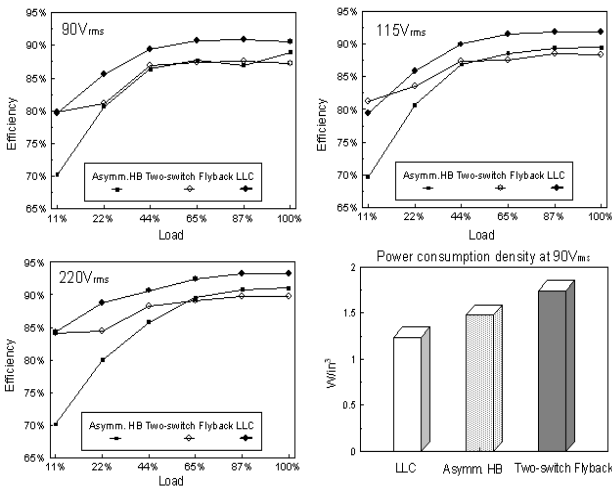 90Vrms
95%
90%
85%
80%
75%
70%
65%
Efficiency
Asymm.HB Two-switch Flyback LLC
11% 22% 44% 65% 87% 100%
Load
115Vrms
95%
90%
85%
80%
75%
70%
65%
Efficiency
Asymm.HB Two-switch Flyback LLC
11% 22% 44% 65% 87% 100%
Load
220Vrms
95%
90%
85%
80%
75%
70%
65%
Efficiency
Asymm. HB Two-switch Flyback LLC
11% 22% 44% 65% 87% 100%
Load
Power consumption density at 90Vrms
2
1.5
1
0.5
0
W/in³
LLC Asymm. HB Two-switch Flyback